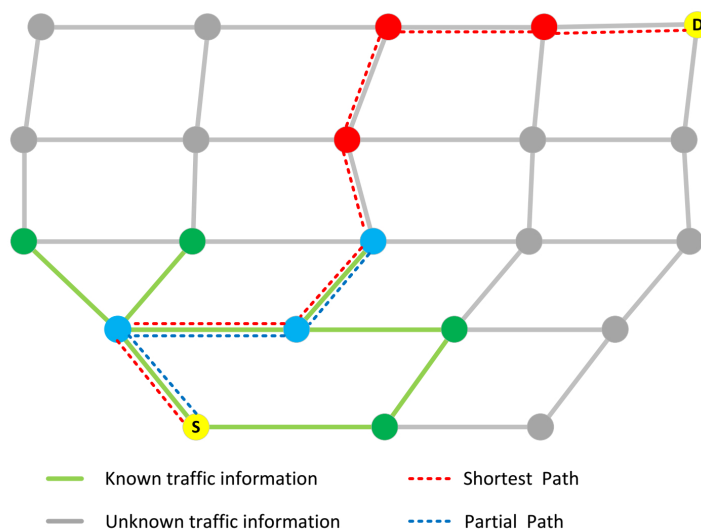 D
S
Known traffic information
Shortest Path
Unknown traffic information
Partial Path